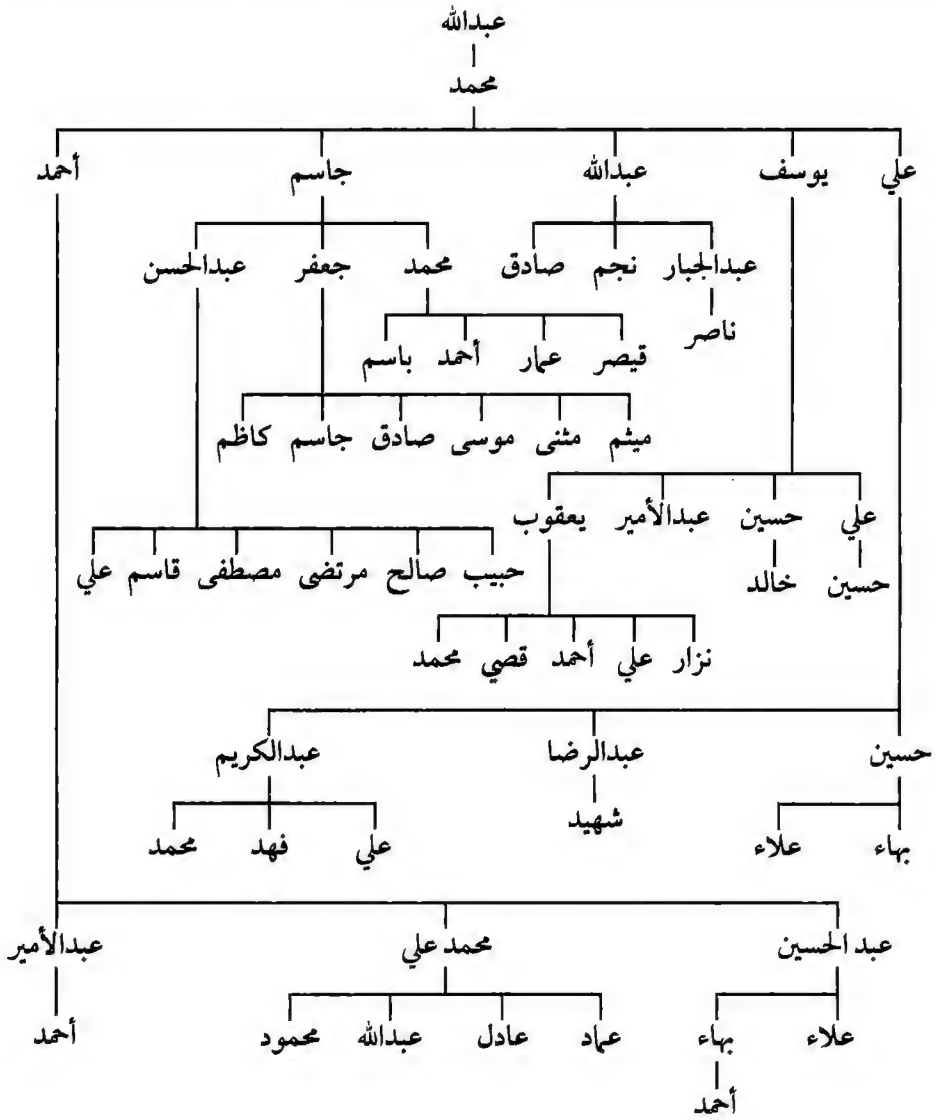 عبدالله
محمد
علي يوسف عبدالله جاسم أحمد
عبدالجبار نجم صادق محمد جعفر عبدالحسن
ناصر
قيصر عمار أحمد باسم
ميثم مثنى موسى صادق جاسم كاظم
علي حسين عبدالأمير يعقوب
حبيب صالح مرتضى مصطفى قاسم علي
حسين خالد
نزار علي أحمد قصي محمد
حسين عبدالرضا عبدالكريم
شهيد
بهاء علاء علي فهد محمد
عبد الحسين محمد علي عبدالأمير
علاء بهاء عماد عادل عبدالله محمود أحمد
أحمد